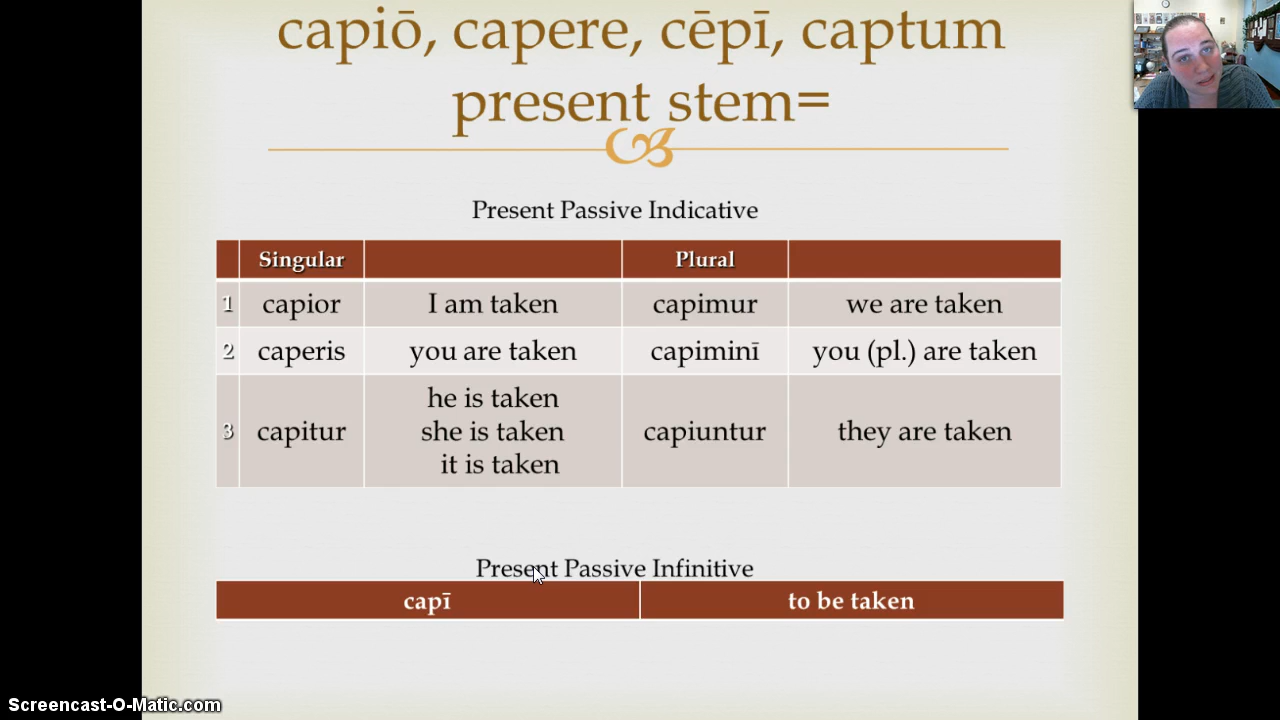 capiō, capere, cēpī, captum
present stem=
Present Passive Indicative
Singular Plural
1 capior I am taken capimur we are taken
2 caperis you are taken capiminī you (pl.) are taken
he is taken
3 capitur she is taken capiuntur they are taken
it is taken
Present Passive Infinitive
capī to be taken
Screencast-O-Matic.com